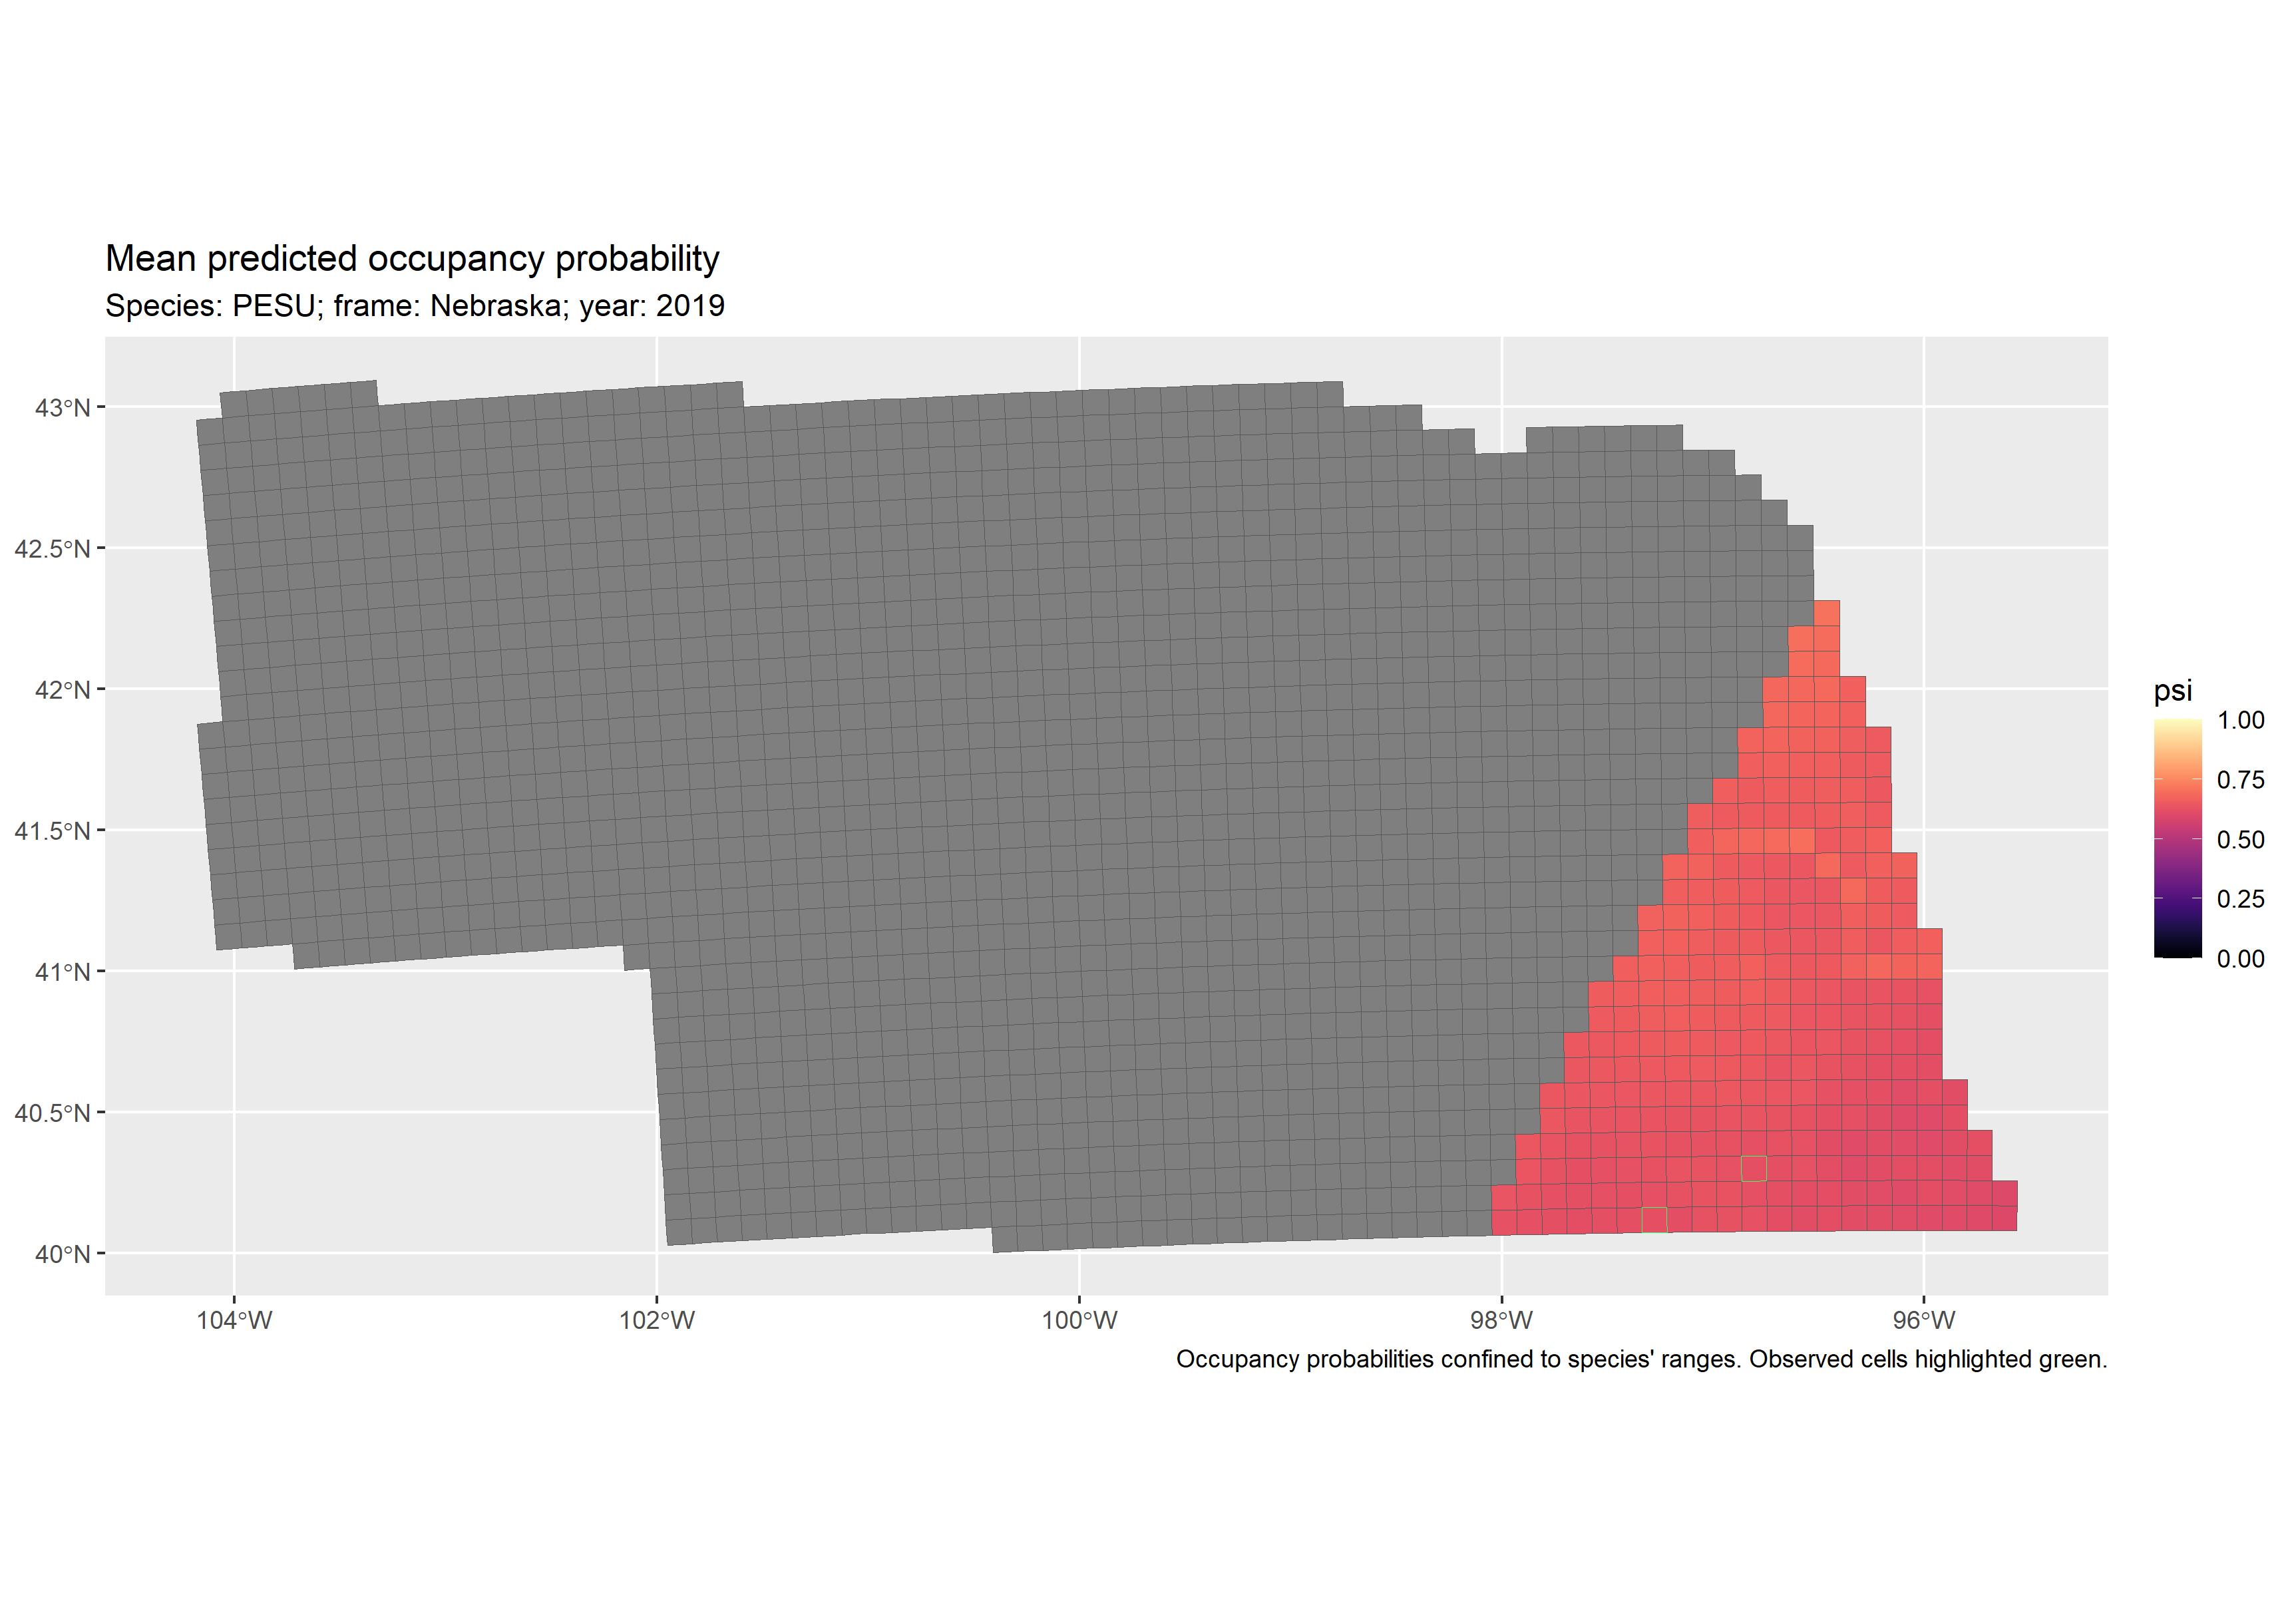 Mean predicted occupancy probability
Species: PESU; frame: Nebraska; year: 2019
43°N
42.5°N
42°N
41.5°N
41°N
40.5°N
40°N
104°W
102°W
100°W
98°W
96°W
psi
1.00
0.75
0.50
0.25
0.00
Occupancy probabilities confined to species' ranges. Observed cells highlighted green.